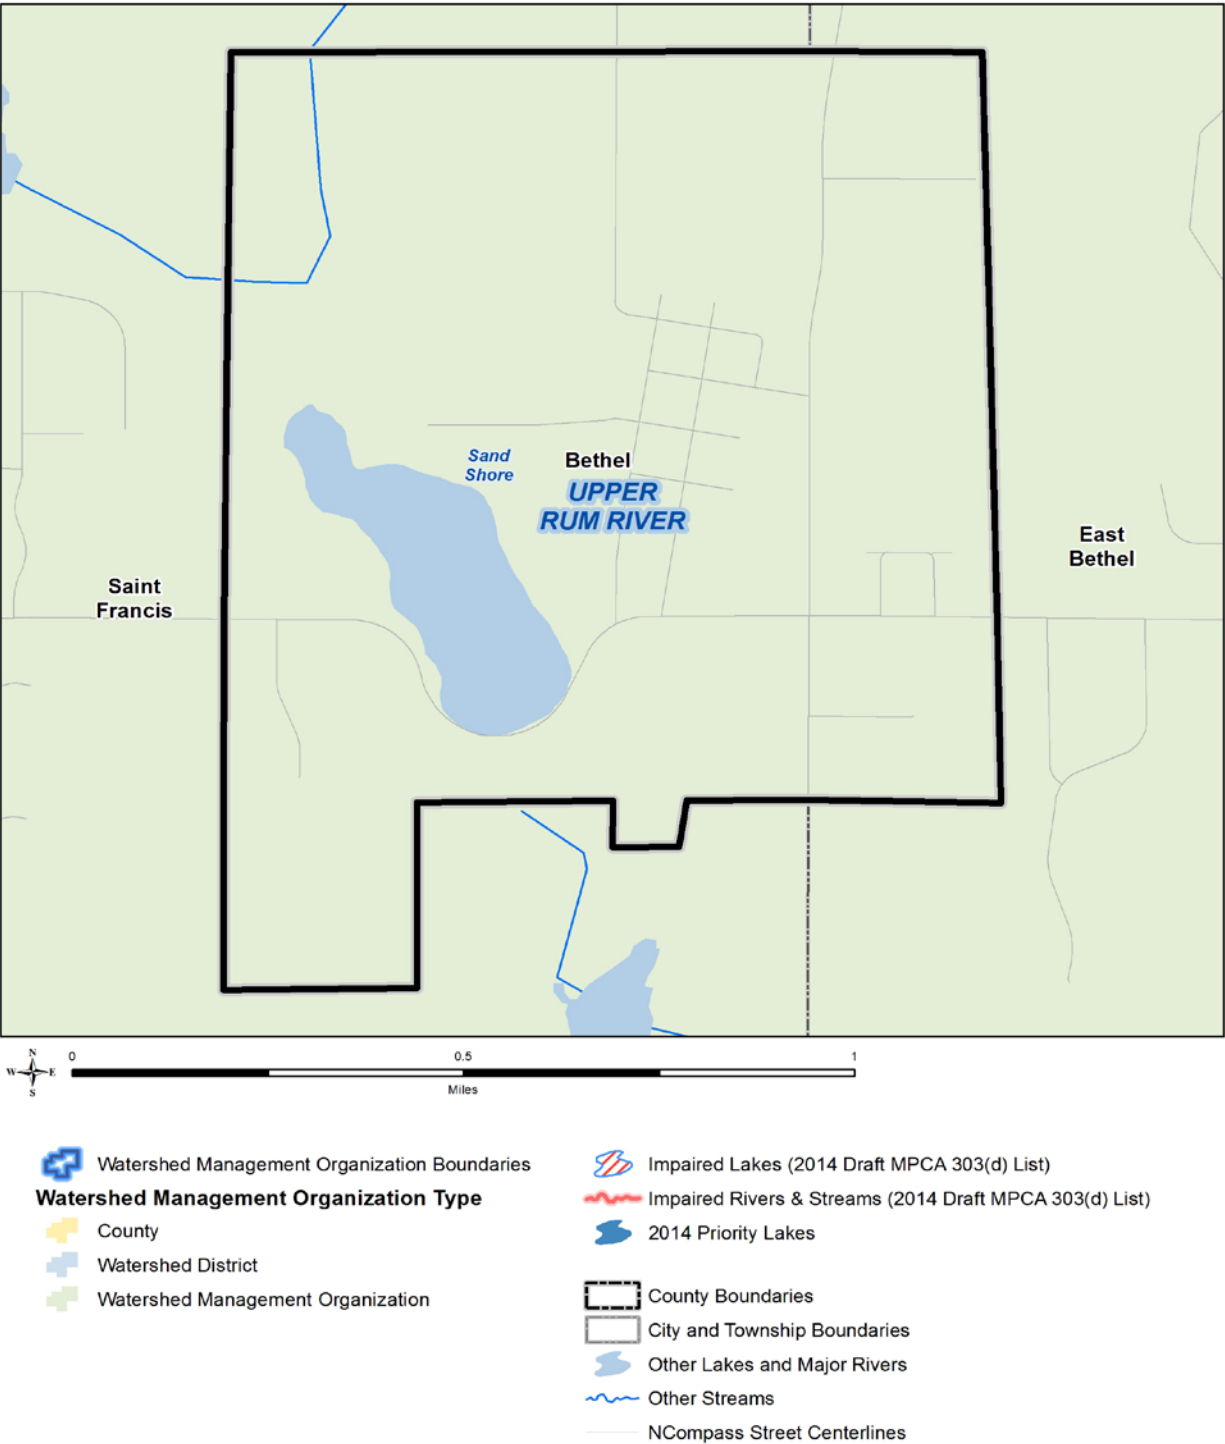 Sand
Shore
Bethel
UPPER
RUM RIVER
East
Bethel
Saint
Francis
N
W
E
S
0
0.5
1
Miles
Watershed Management Organization Boundaries
Watershed Management Organization Type
County
Watershed District
Watershed Management Organization
Impaired Lakes (2014 Draft MPCA 303(d) List)
Impaired Rivers & Streams (2014 Draft MPCA 303(d) List)
2014 Priority Lakes
County Boundaries
City and Township Boundaries
Other Lakes and Major Rivers
Other Streams
NCompass Street Centerlines